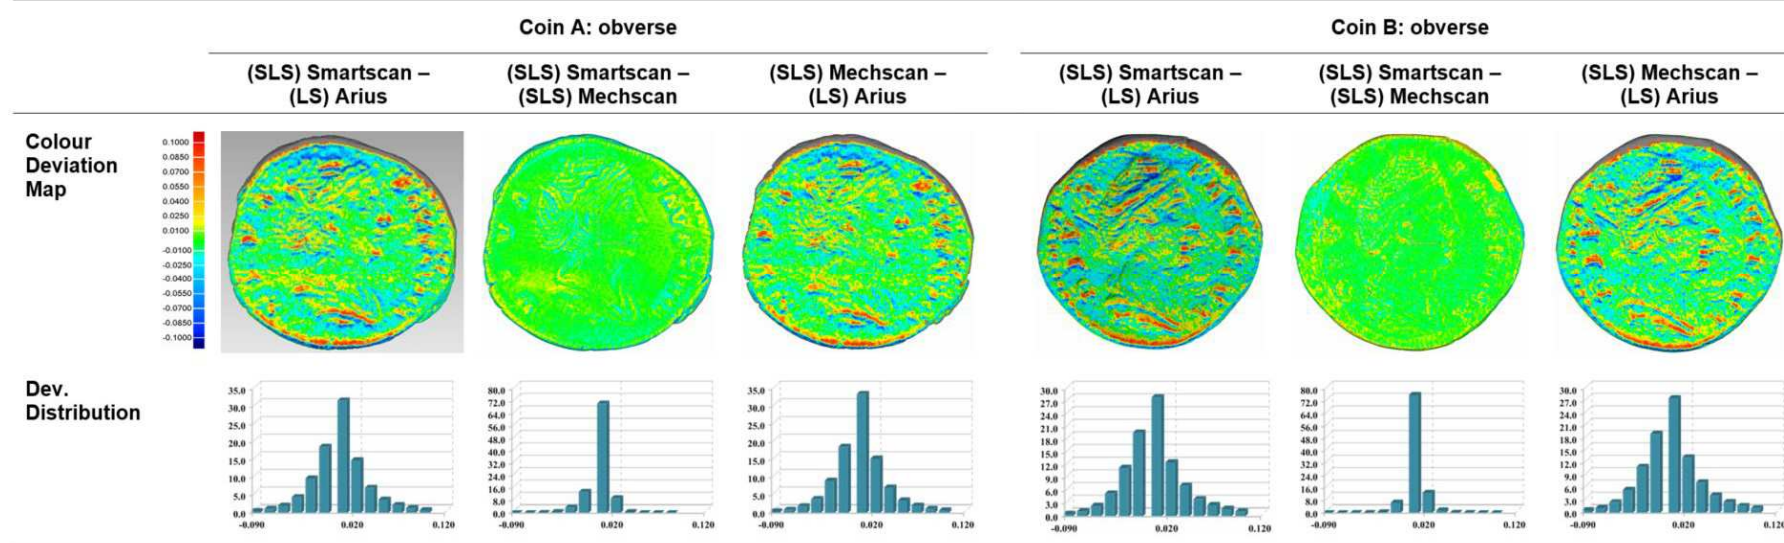 Coin A: obverse
Coin B: obverse
(SLS) Smartscan –
(LS) Arius
(SLS) Smartscan –
(SLS) Mechscan
(SLS) Mechscan –
(LS) Arius
(SLS) Smartscan –
(LS) Arius
(SLS) Smartscan –
(SLS) Mechscan
(SLS) Mechscan –
(LS) Arius
Colour
Deviation
Map
0.1000
0.0850
0.0700
0.0550
0.0400
0.0250
0.0100
-0.0100
-0.0250
-0.0400
-0.0550
-0.0700
-0.0850
-0.1000
Dev.
Distribution
35.0
30.0
25.0
20.0
15.0
10.0
5.0
0.0
-0.090 0.020 0.120
80.0
72.0
64.0
56.0
48.0
40.0
32.0
24.0
16.0
8.0
0.0
-0.090 0.020 0.120
35.0
30.0
25.0
20.0
15.0
10.0
5.0
0.0
-0.090 0.020 0.120
30.0
27.0
24.0
21.0
18.0
15.0
12.0
9.0
6.0
3.0
0.0
-0.090 0.020 0.120
80.0
72.0
64.0
56.0
48.0
40.0
32.0
24.0
16.0
8.0
0.0
-0.090 0.020 0.120
30.0
27.0
24.0
21.0
18.0
15.0
12.0
9.0
6.0
3.0
0.0
-0.090 0.020 0.120